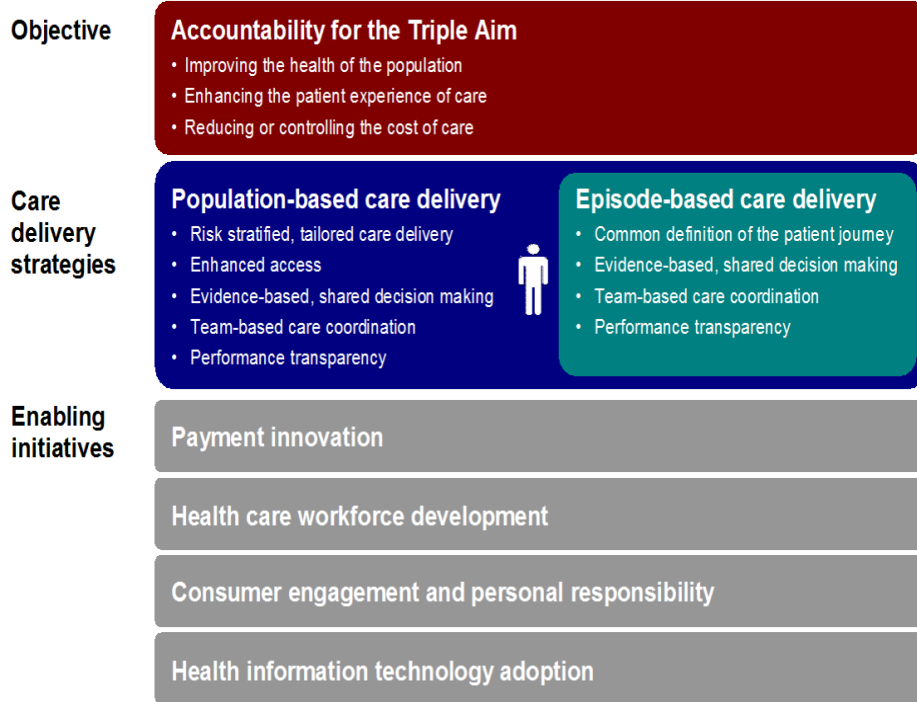 Objective
Accountability for the Triple Aim
• Improving the health of the population
• Enhancing the patient experience of care
• Reducing or controlling the cost of care
Care
delivery
strategies
Population-based care delivery
• Risk stratified, tailored care delivery
• Enhanced access
• Evidence-based, shared decision making
• Team-based care coordination
• Performance transparency
Episode-based care delivery
• Common definition of the patient journey
• Evidence-based, shared decision making
• Team-based care coordination
• Performance transparency
Enabling
initiatives
Payment innovation
Health care workforce development
Consumer engagement and personal responsibility
Health information technology adoption